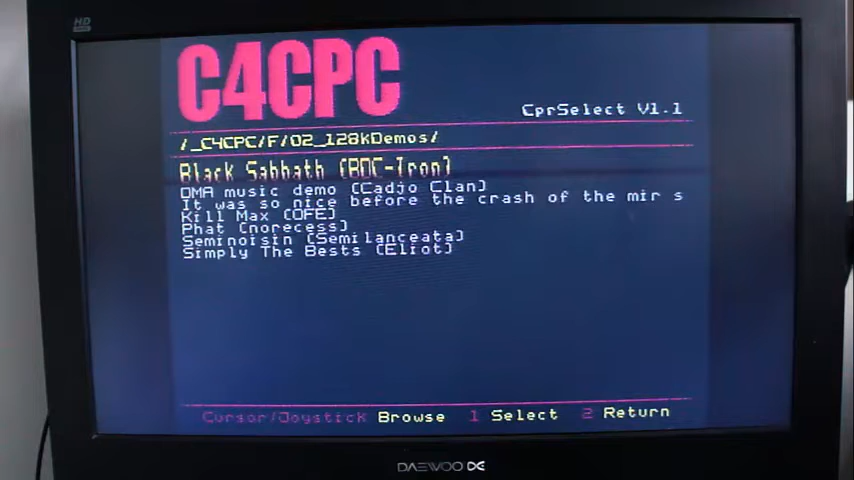 HD
C4CPC
CprSelect V1.1
/_C4CPC/F/02_128kDemos/
Black Sabbath (BDC-Iron)
DMA music demo (Cadjo Clan)
It was so nice before the crash of the mir s
Kill Max (OFE)
Phat (norecess)
Seminoisin (Semilanceata)
Simply The Bests (Eliot)
Cursor/Joystick Browse 1 Select 2 Return
DAEWOO